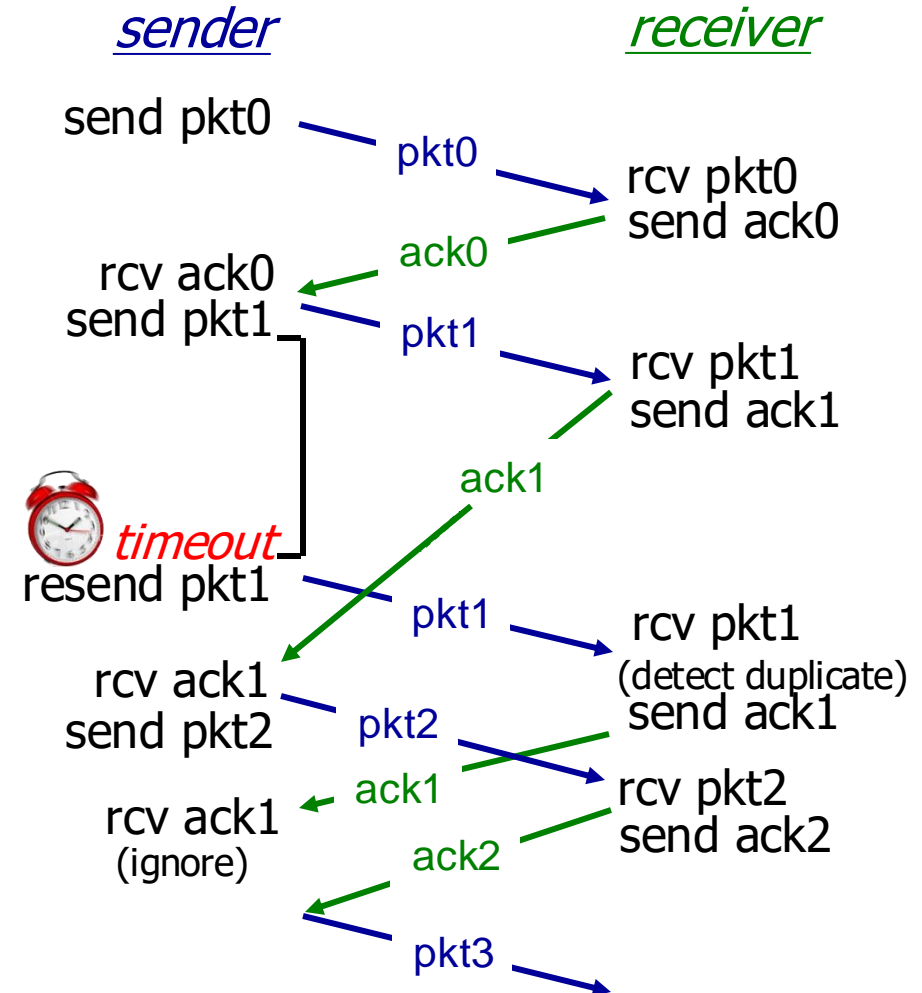 sender
receiver
send pkt0
pkt0
rcv pkt0
send ack0
ack0
rcv ack0
send pkt1
pkt1
rcv pkt1
send ack1
ack1
timeout
resend pkt1
pkt1
rcv pkt1
(detect duplicate)
send ack1
rcv ack1
send pkt2
pkt2
ack1
rcv pkt2
send ack2
rcv ack1
(ignore)
ack2
pkt3